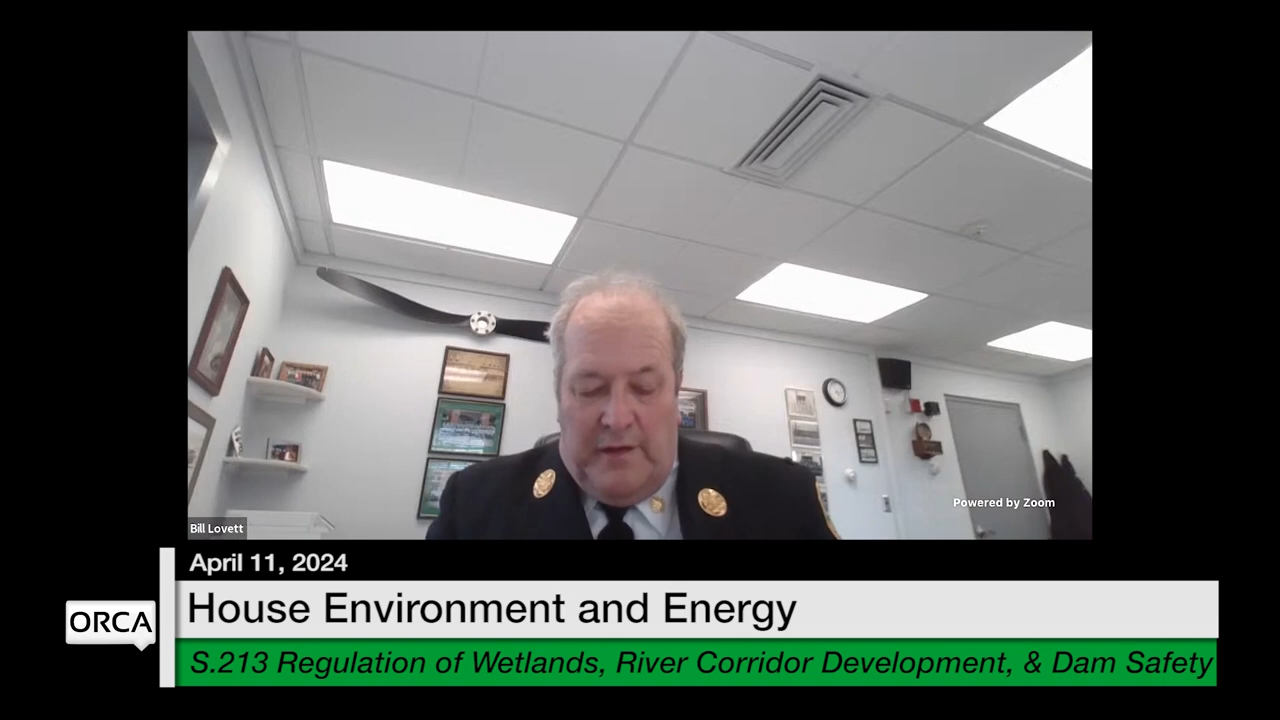 Powered by Zoom
Bill Lovett
April 11, 2024
House Environment and Energy
ORCA
S.213 Regulation of Wetlands, River Corridor Development, & Dam Safety